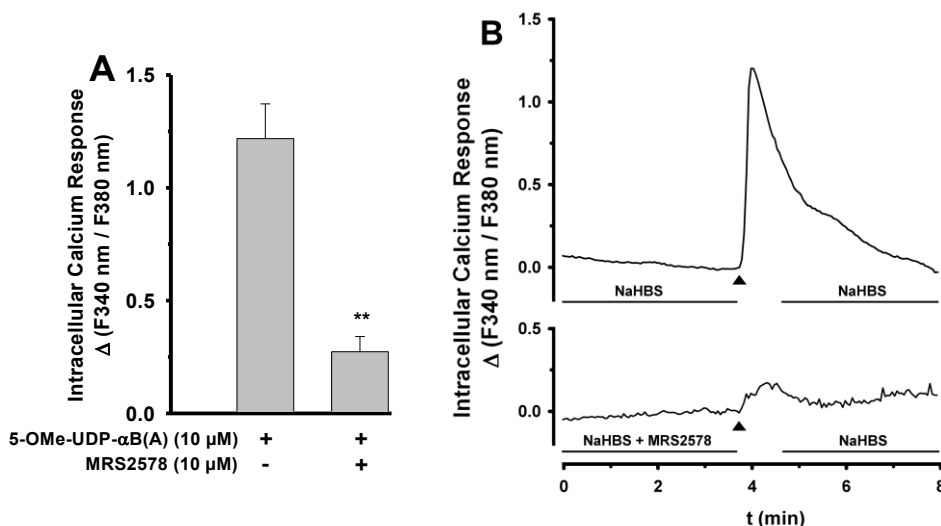 A
Intracellular Calcium Response
Δ (F340 nm / F380 nm)
1.5
1.0
0.5
0.0
**
5-OMe-UDP-αB(A) (10 µM) + +
MRS2578 (10 µM) - +
B
Intracellular Calcium Response
Δ (F340 nm / F380 nm)
1.5
1.0
0.5
0.0
NaHBS NaHBS
0.5
0.0
NaHBS + MRS2578 NaHBS
0 2 4 6 8
t (min)